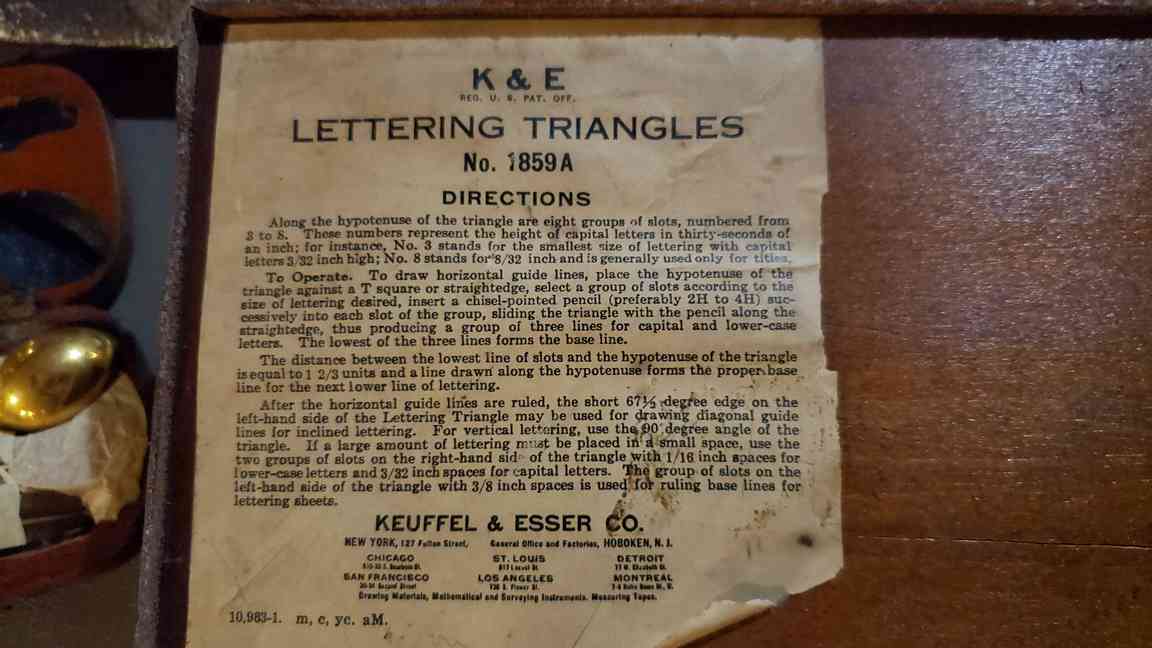 K & E
REG. U. S. PAT. OFF.
LETTERING TRIANGLES
No. 1859A
DIRECTIONS
Along the hypotenuse of the triangle are eight groups of slots, numbered from
3 to 8. These numbers represent the height of capital letters in thirty-seconds of
an inch; for instance, No. 3 stands for the smallest size of lettering with capital
letters 3/32 inch high; No. 8 stands for 8/32 inch and is generally used only for titles.
To Operate. To draw horizontal guide lines, place the hypotenuse of the
triangle against a T square or straightedge, select a group of slots according to the
size of lettering desired, insert a chisel-pointed pencil (preferably 2H to 4H) suc-
cessively into each slot of the group, sliding the triangle with the pencil along the
straightedge, thus producing a group of three lines for capital and lower-case
letters. The lowest of the three lines forms the base line.
The distance between the lowest line of slots and the hypotenuse of the triangle
is equal to 1 2/3 units and a line drawn along the hypotenuse forms the proper base
line for the next lower line of lettering.
After the horizontal guide lines are ruled, the short 67½ degree edge on the
left-hand side of the Lettering Triangle may be used for drawing diagonal guide
lines for inclined lettering. For vertical lettering, use the 90 degree angle of the
triangle. If a large amount of lettering must be placed in a small space, use the
two groups of slots on the right-hand side of the triangle with 1/16 inch spaces for
lower-case letters and 3/32 inch spaces for capital letters. The group of slots on the
left-hand side of the triangle with 3/8 inch spaces is used for ruling base lines for
lettering sheets.
KEUFFEL & ESSER CO.
NEW YORK, 127 Fulton Street, General Office and Factories, HOBOKEN, N. J.
CHICAGO ST. LOUIS DETROIT
817 Locust St.
SAN FRANCISCO LOS ANGELES MONTREAL
30-34 Second Street
Drawing Materials, Mathematical and Surveying Instruments, Measuring Tapes.
10,983-1. m, c, yc. aM.